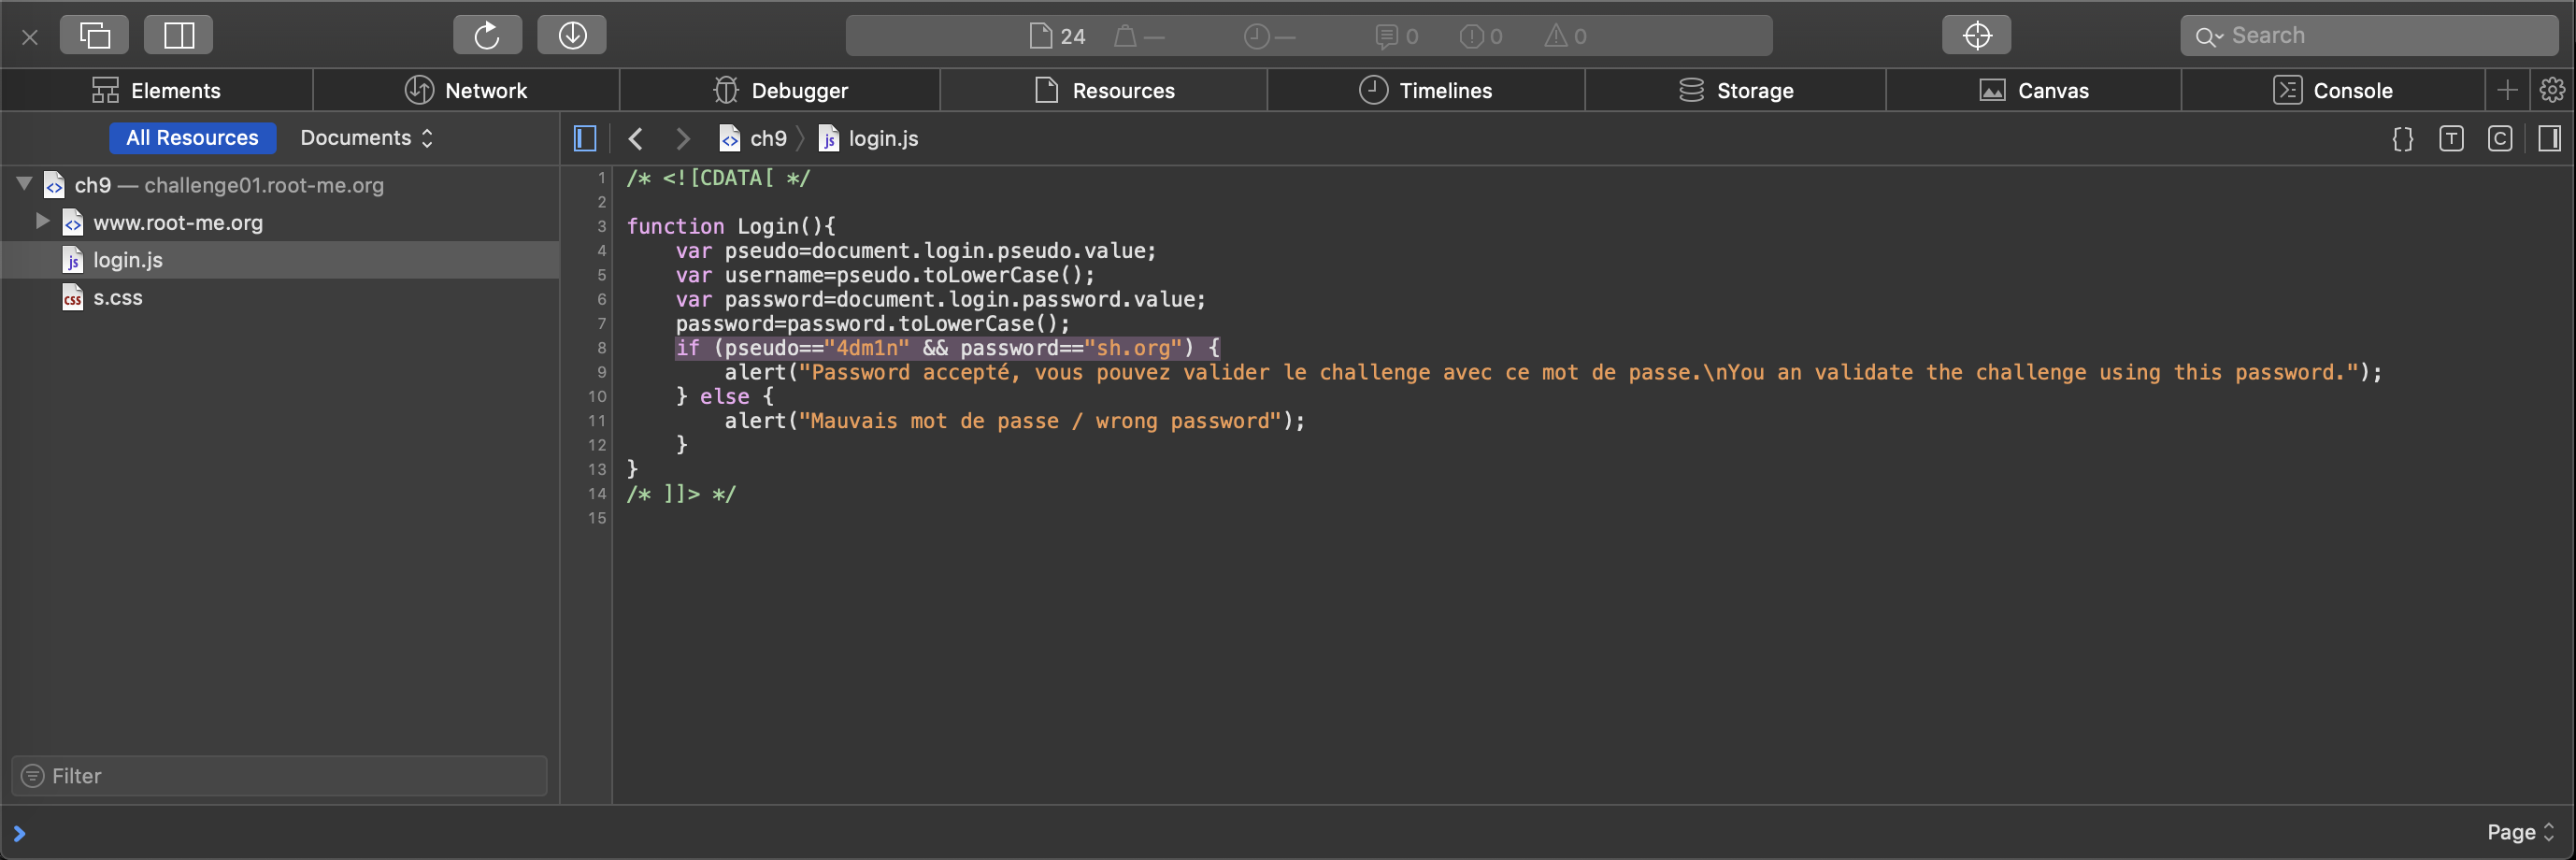 24 — — 0 0 0 Search
Elements Network Debugger Resources Timelines Storage Canvas Console
All Resources Documents ch9 login.js {} T C
ch9 — challenge01.root-me.org
www.root-me.org
js login.js
css s.css
1 /* <![CDATA[ */
2
3 function Login(){
4 var pseudo=document.login.pseudo.value;
5 var username=pseudo.toLowerCase();
6 var password=document.login.password.value;
7 password=password.toLowerCase();
8 if (pseudo=="4dm1n" && password=="sh.org") {
9 alert("Password accepté, vous pouvez valider le challenge avec ce mot de passe.\nYou an validate the challenge using this password.");
10 } else {
11 alert("Mauvais mot de passe / wrong password");
12 }
13 }
14 /* ]]> */
15
Filter
Page